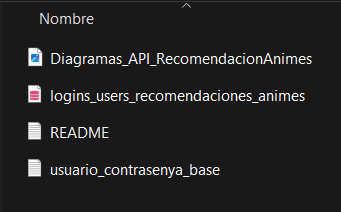 Nombre
Diagramas_API_RecomendacionAnimes
logins_users_recomendaciones_animes
README
usuario_contrasenya_base